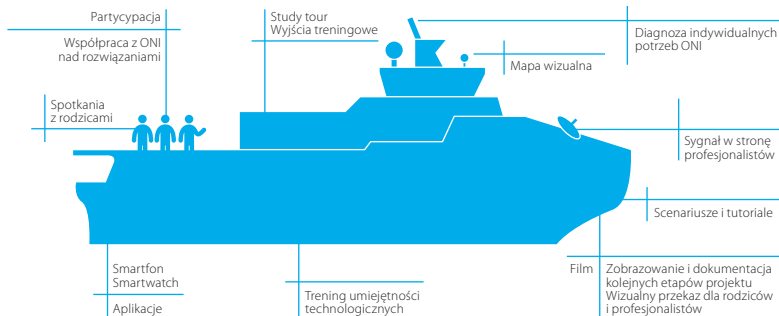 Partycypacja
Współpraca z ONI
nad rozwiązaniami
Spotkania
z rodzicami
Study tour
Wyjścia treningowe
Mapa wizualna
Diagnoza indywidualnych
potrzeb ONI
Sygnał w stronę
profesjonalistów
Scenariusze i tutoriale
Smartfon
Smartwatch
Aplikacje
Trening umiejętności
technologicznych
Film
Zobrazowanie i dokumentacja
kolejnych etapów projektu
Wizualny przekaz dla rodziców
i profesjonalistów